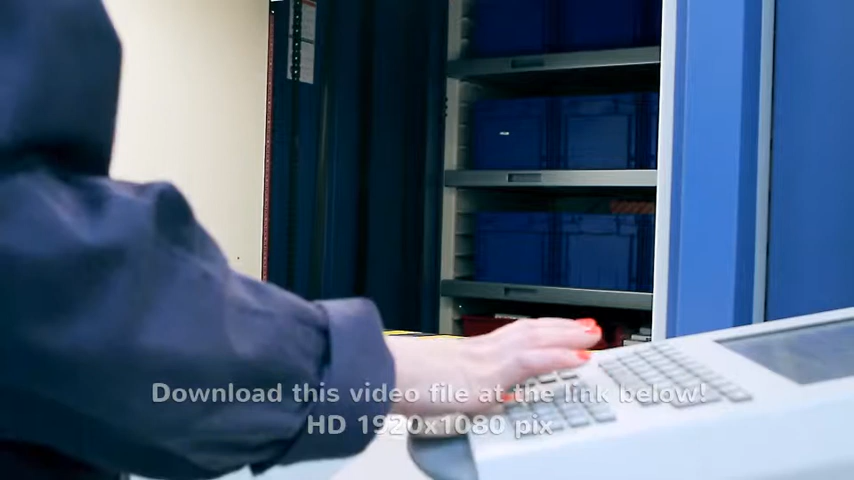 Download this video file at the link below!
HD 1920x1080 pix